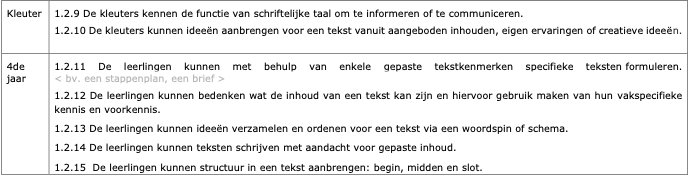 Kleuter
1.2.9 De kleuters kennen de functie van schriftelijke taal om te informeren of te communiceren.
1.2.10 De kleuters kunnen ideeën aanbrengen voor een tekst vanuit aangeboden inhouden, eigen ervaringen of creatieve ideeën.
4de
jaar
1.2.11 De leerlingen kunnen met behulp van enkele gepaste tekstkenmerken specifieke teksten formuleren.
< bv. een stappenplan, een brief >
1.2.12 De leerlingen kunnen bedenken wat de inhoud van een tekst kan zijn en hiervoor gebruik maken van hun vakspecifieke
kennis en voorkennis.
1.2.13 De leerlingen kunnen ideeën verzamelen en ordenen voor een tekst via een woordspin of schema.
1.2.14 De leerlingen kunnen teksten schrijven met aandacht voor gepaste inhoud.
1.2.15 De leerlingen kunnen structuur in een tekst aanbrengen: begin, midden en slot.